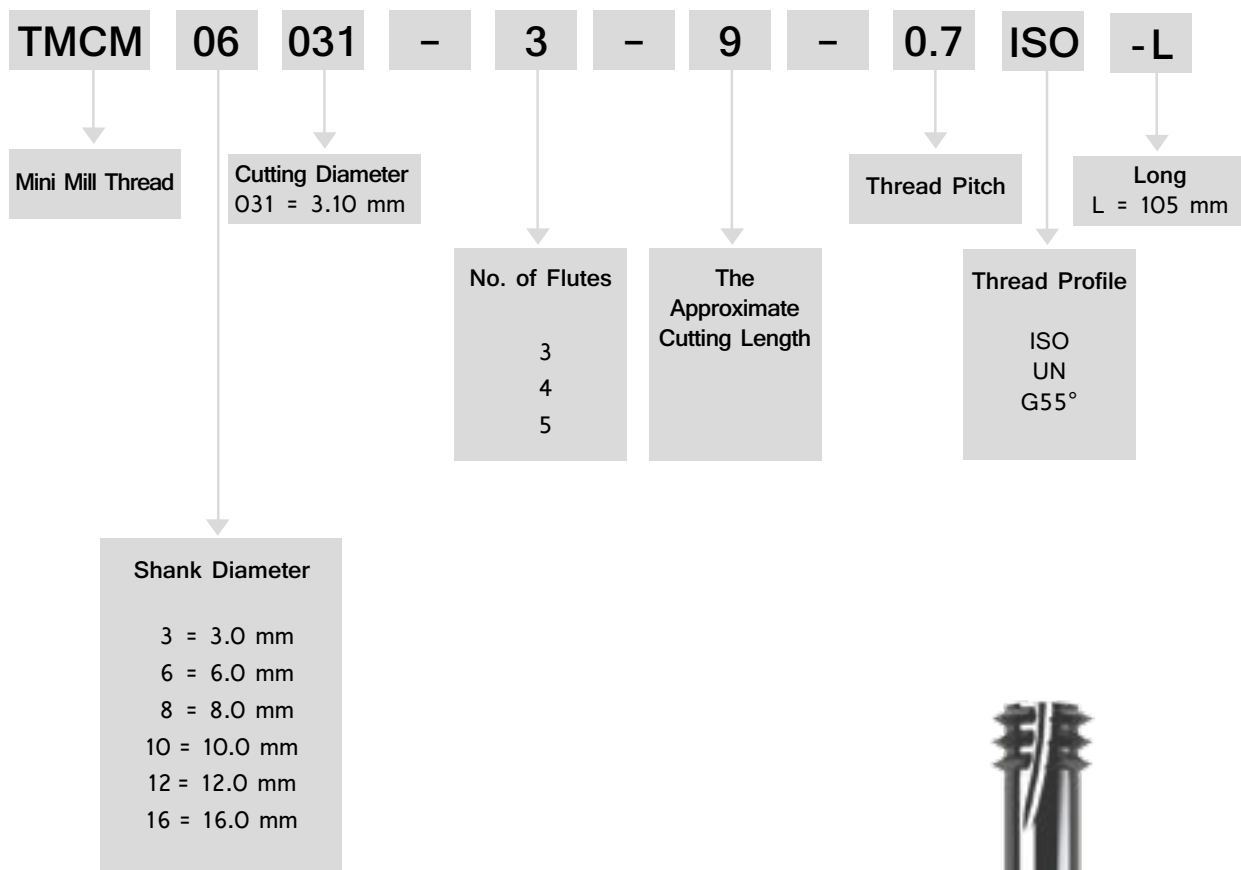 TMCM 06 031 – 3 – 9 – 0.7 ISO -L
Mini Mill Thread
Cutting Diameter
031 = 3.10 mm
Thread Pitch
Long
L = 105 mm
No. of Flutes
3
4
5
The
Approximate
Cutting Length
Thread Profile
ISO
UN
G55°
Shank Diameter
3 = 3.0 mm
6 = 6.0 mm
8 = 8.0 mm
10 = 10.0 mm
12 = 12.0 mm
16 = 16.0 mm